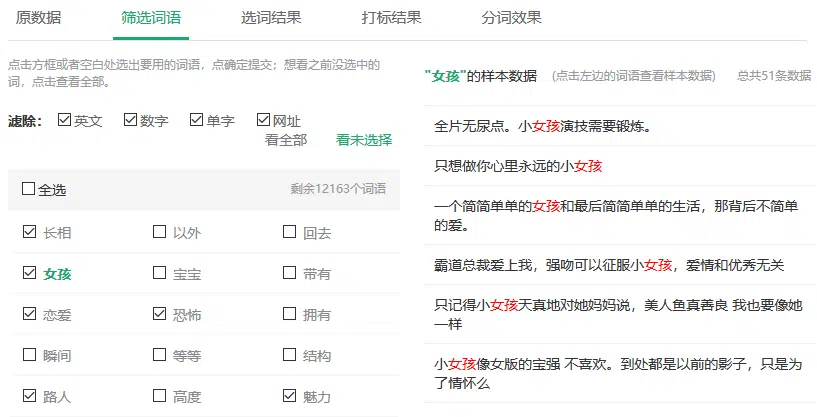 原数据 筛选词语 选词结果 打标结果 分词效果
点击方框或者空白处选出要用的词语，点确定提交；想看之前没选中的
词，点击查看全部。
滤除： 英文 数字 单字 网址
看全部 看未选择
全选 剩余12163个词语
长相 以外 回去
女孩 宝宝 带有
恋爱 恐怖 拥有
瞬间 等等 结构
路人 高度 魅力
"女孩"的样本数据 (点击左边的词语查看样本数据) 总共51条数据
全片无尿点。小女孩演技需要锻炼。
只想做你心里永远的小女孩
一个简简单单的女孩和最后简简单单的生活，那背后不简单
的爱。
霸道总裁爱上我，强吻可以征服小女孩，爱情和优秀无关
只记得小女孩天真地对她妈妈说，美人鱼真善良 我也要像她
一样
小女孩像女版的宝强 不喜欢。到处都是以前的影子，只是为
了情怀么